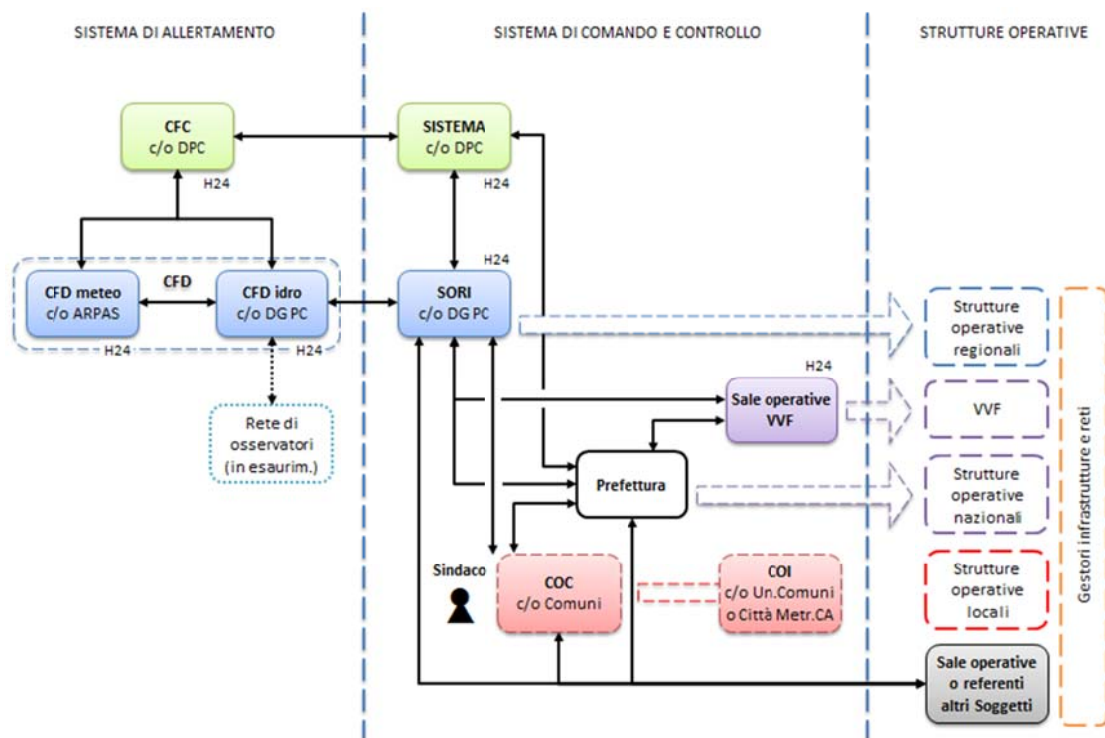 SISTEMA DI ALLERTAMENTO
SISTEMA DI COMANDO E CONTROLLO
STRUTTURE OPERATIVE
CFC
c/o DPC
H24
SISTEMA
c/o DPC
H24
H24
CFD meteo
c/o ARPAS
CFD
CFD idro
c/o DG PC
SORI
c/o DG PC
H24
H24
Strutture
operative
regionali
H24
Sale operative
VVF
VVF
Rete di
osservatori
(in esaurim.)
Prefettura
Strutture
operative
nazionali
Gestori infrastrutture e reti
Sindaco
COC
c/o Comuni
COI
c/o Un.Comuni
o Città Metr.CA
Strutture
operative
locali
Sale operative
o referenti
altri Soggetti